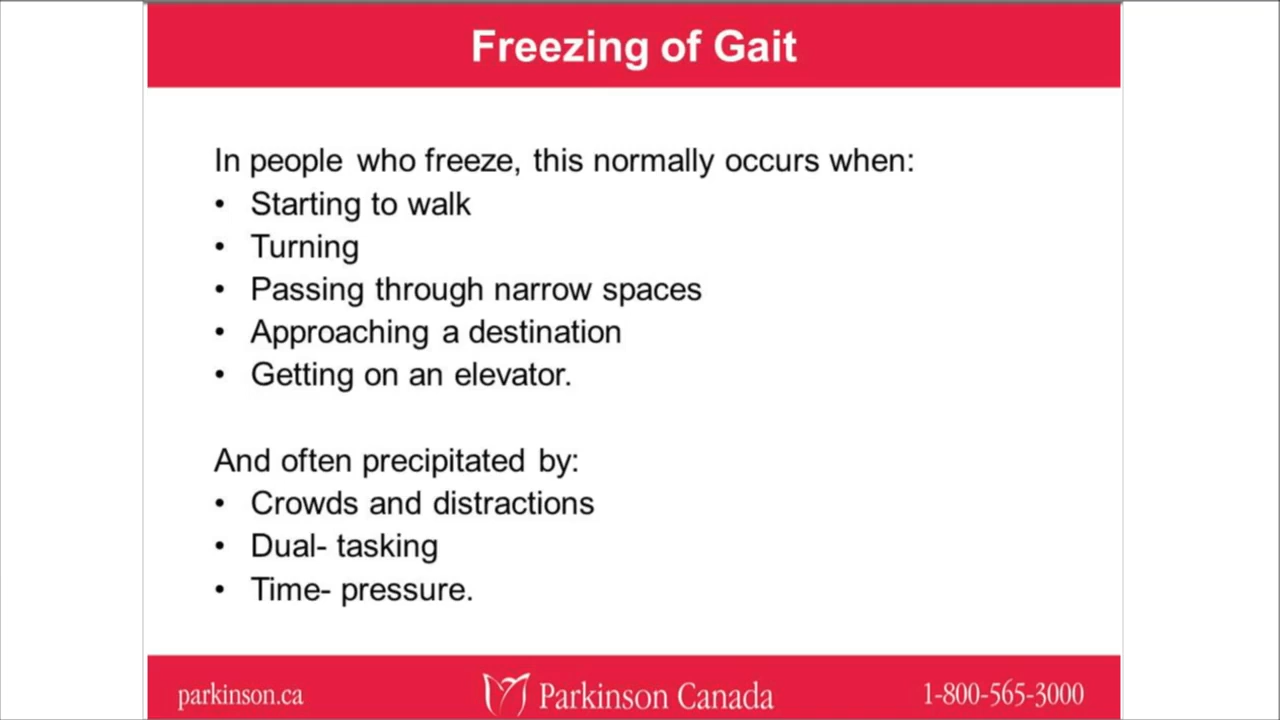 Freezing of Gait
In people who freeze, this normally occurs when:
• Starting to walk
• Turning
• Passing through narrow spaces
• Approaching a destination
• Getting on an elevator.
And often precipitated by:
• Crowds and distractions
• Dual- tasking
• Time- pressure.
parkinson.ca Parkinson Canada 1-800-565-3000